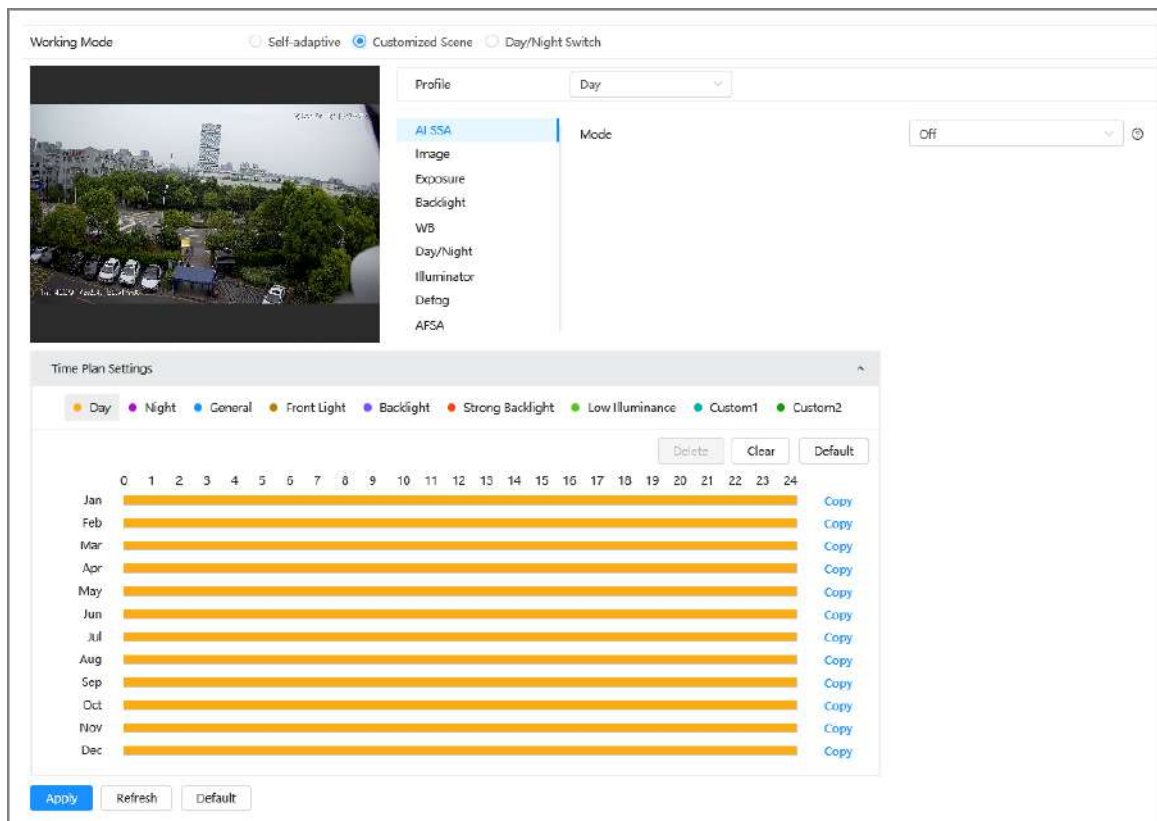 Working Mode Self-adaptive Customized Scene Day/Night Switch
Profile Day
AI SSA Mode Off
Image
Exposure
Backlight
WB
Day/Night
Illuminator
Defog
AFSA
Time Plan Settings
Day Night General Front Light Backlight Strong Backlight Low Illuminance Custom1 Custom2
Delete Clear Default
0 1 2 3 4 5 6 7 8 9 10 11 12 13 14 15 16 17 18 19 20 21 22 23 24
Jan Copy
Feb Copy
Mar Copy
Apr Copy
May Copy
Jun Copy
Jul Copy
Aug Copy
Sep Copy
Oct Copy
Nov Copy
Dec Copy
Apply Refresh Default